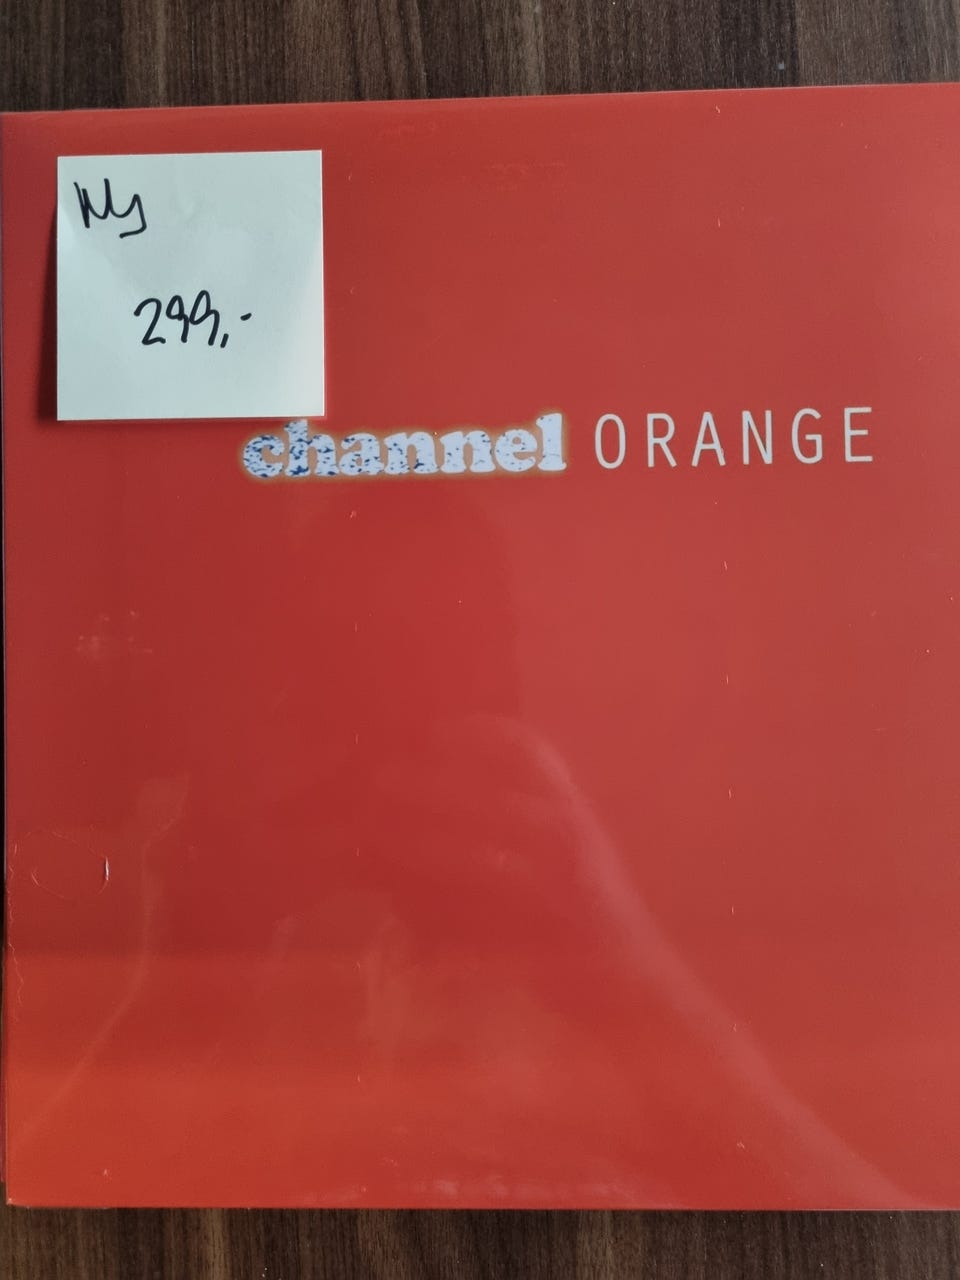 Ny
299,-
channel ORANGE